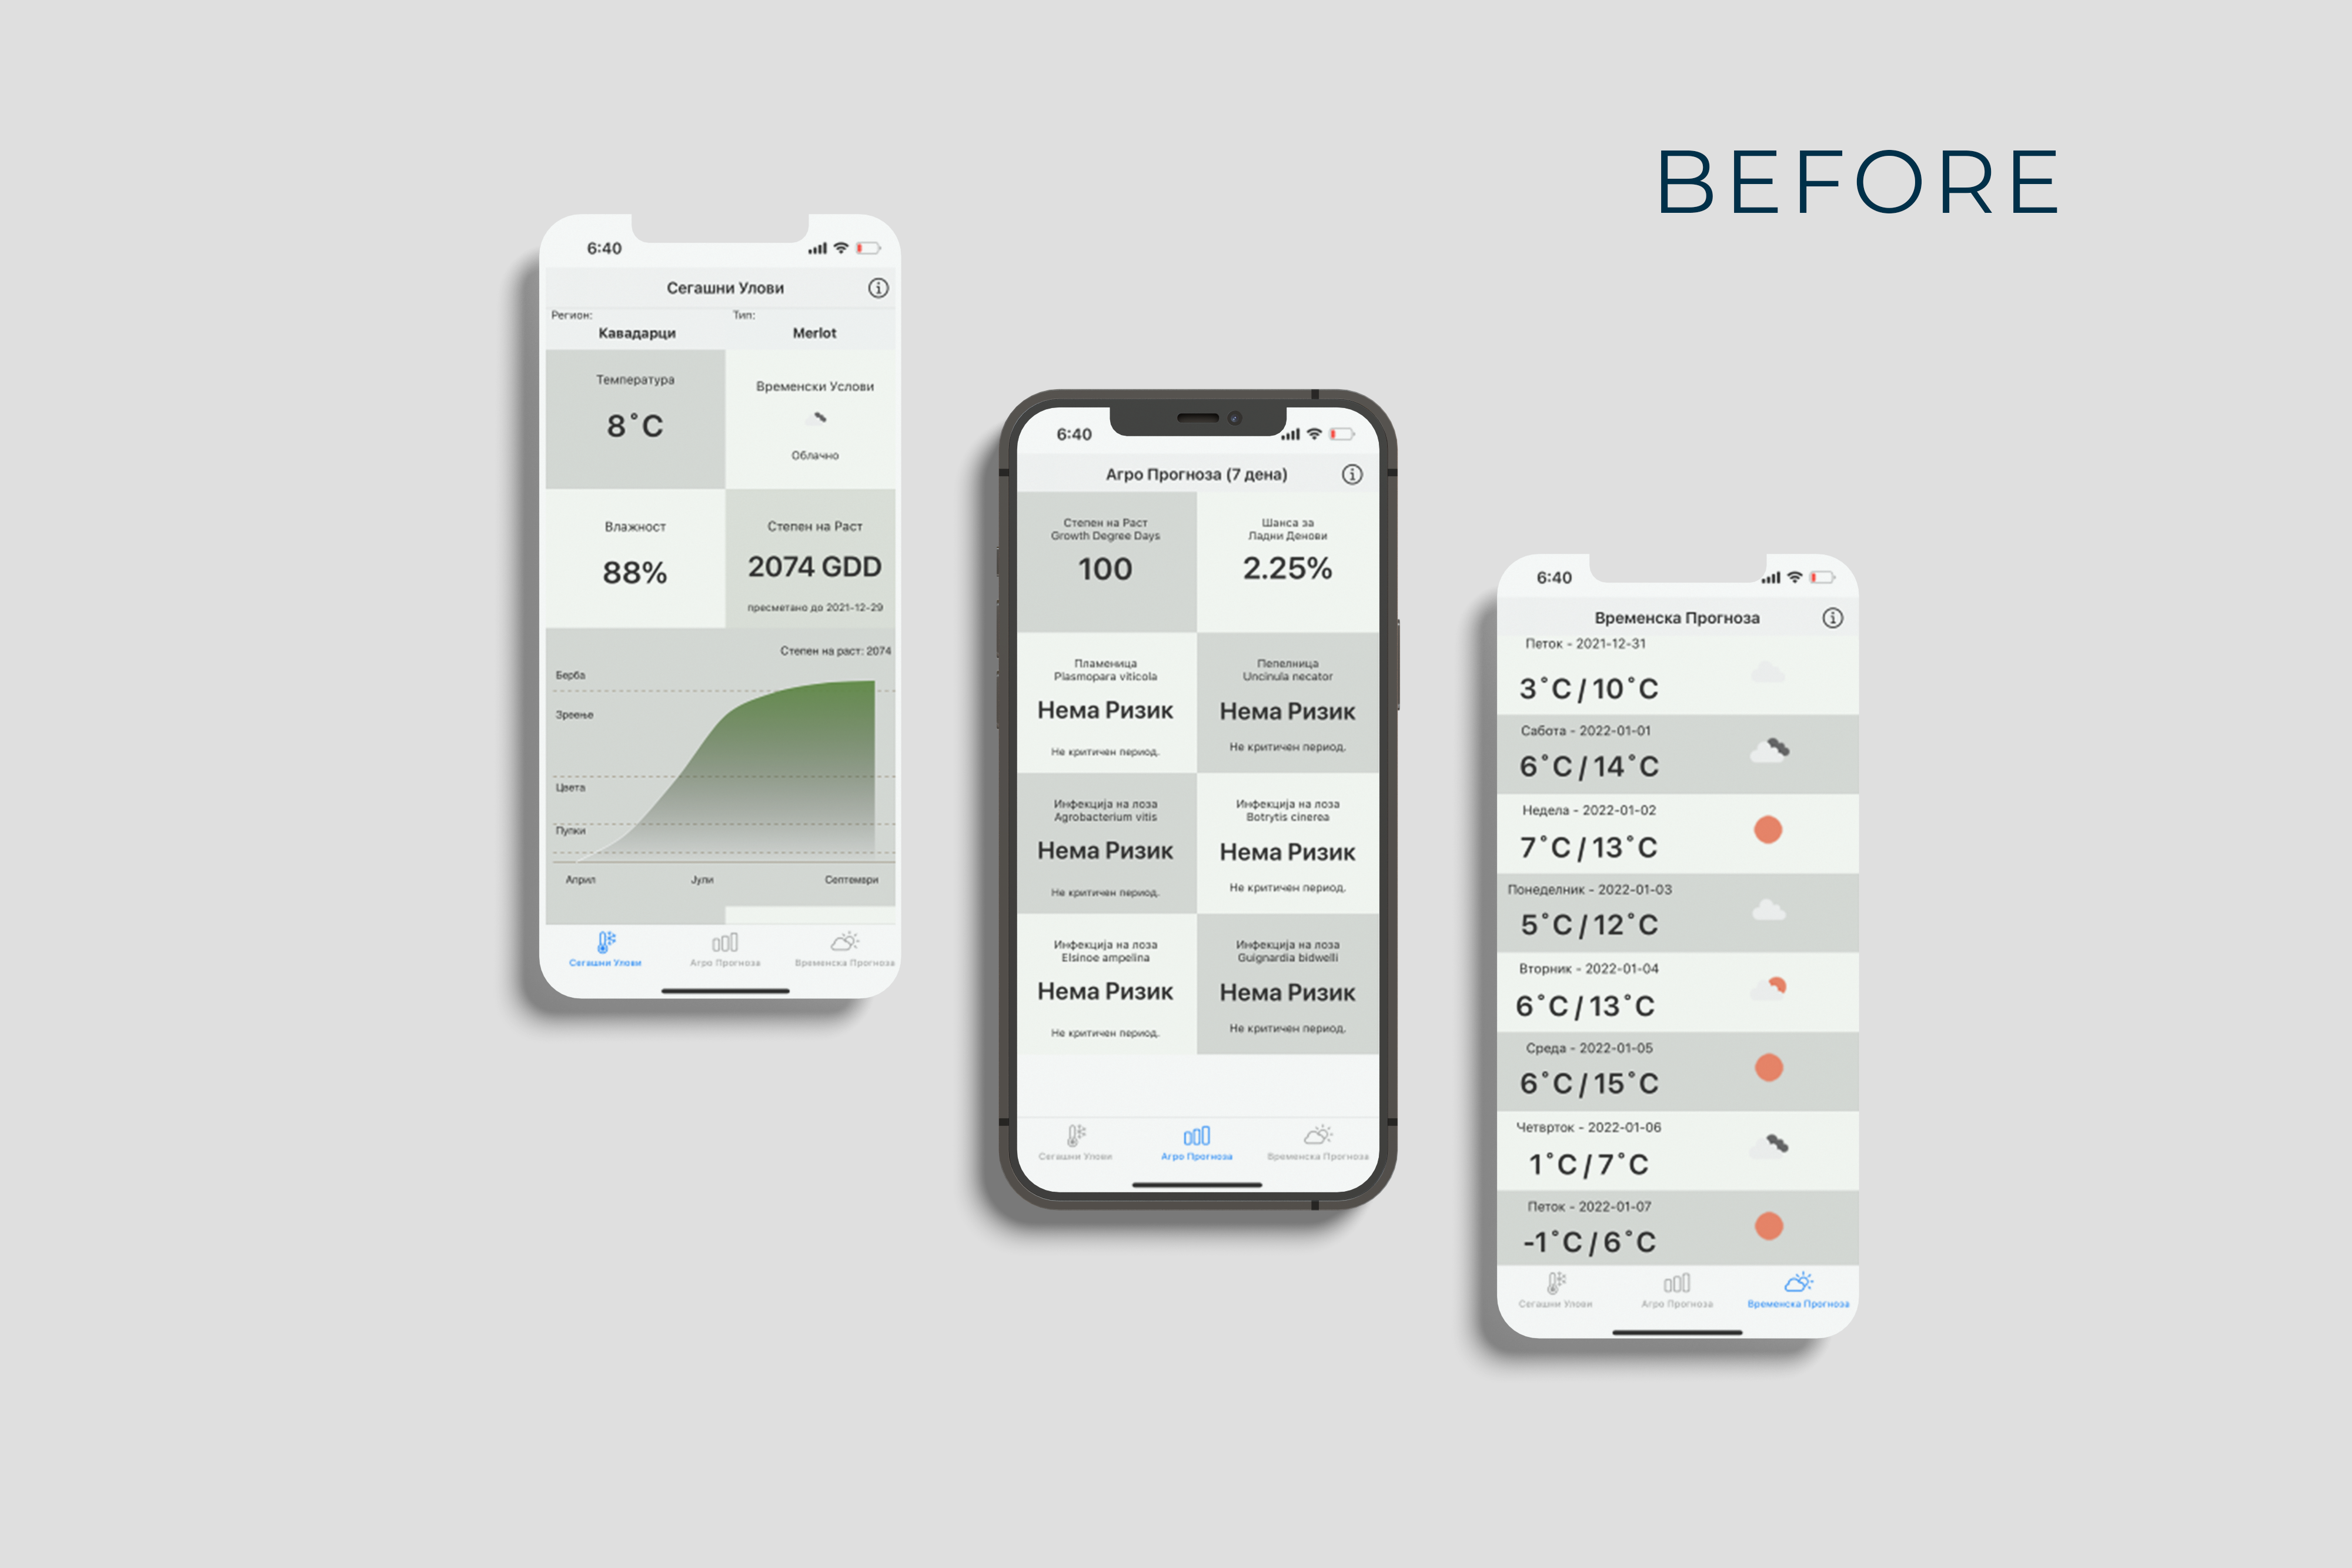 BEFORE
6:40
Сегашни Улови
Регион:
Тип:
Кавадарци
Merlot
Температура
8°C
Временски Услови
Облачно
Влажност
88%
Степен на Раст
2074 GDD
пресметано до 2021-12-29
Степен на раст: 2074
Берба
Зреење
Цвета
Пупки
Април
Јули
Септември
Сегашни Улови
Агро Прогноза
Временска Прогноза
6:40
Агро Прогноза (7 дена)
Степен на Раст
Growth Degree Days
100
Шанса за
Ладни Денови
2.25%
Пламеница
Plasmopara viticola
Нема Ризик
Не критичен период.
Пепелница
Uncinula necator
Нема Ризик
Не критичен период.
Инфекција на лоза
Agrobacterium vitis
Нема Ризик
Не критичен период.
Инфекција на лоза
Botrytis cinerea
Нема Ризик
Не критичен период.
Инфекција на лоза
Elsinoe ampelina
Нема Ризик
Не критичен период.
Инфекција на лоза
Guignardia bidwelli
Нема Ризик
Не критичен период.
Сегашни Улови
Агро Прогноза
Временска Прогноза
6:40
Временска Прогноза
Петок - 2021-12-31
3°C / 10°C
Сабота - 2022-01-01
6°C / 14°C
Недела - 2022-01-02
7°C / 13°C
Понеделник - 2022-01-03
5°C / 12°C
Вторник - 2022-01-04
6°C / 13°C
Среда - 2022-01-05
6°C / 15°C
Четврток - 2022-01-06
1°C / 7°C
Петок - 2022-01-07
-1°C / 6°C
Сегашни Улови
Агро Прогноза
Временска Прогноза